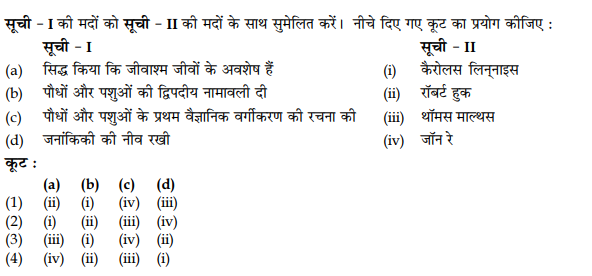 सूची - I की मदों को सूची - II की मदों के साथ सुमेलित करें। नीचे दिए गए कूट का प्रयोग कीजिए :
सूची - I सूची - II
(a) सिद्ध किया कि जीवाश्म जीवों के अवशेष हैं (i) कैरोलस लिन्‌नाइस
(b) पौधों और पशुओं की द्विपदीय नामावली दी (ii) रॉबर्ट हुक
(c) पौधों और पशुओं के प्रथम वैज्ञानिक वर्गीकरण की रचना की (iii) थॉमस माल्थस
(d) जनांकिकी की नीव रखी (iv) जॉन रे
कूट :
(a) (b) (c) (d)
(1) (ii) (i) (iv) (iii)
(2) (i) (ii) (iii) (iv)
(3) (iii) (i) (iv) (ii)
(4) (iv) (ii) (iii) (i)